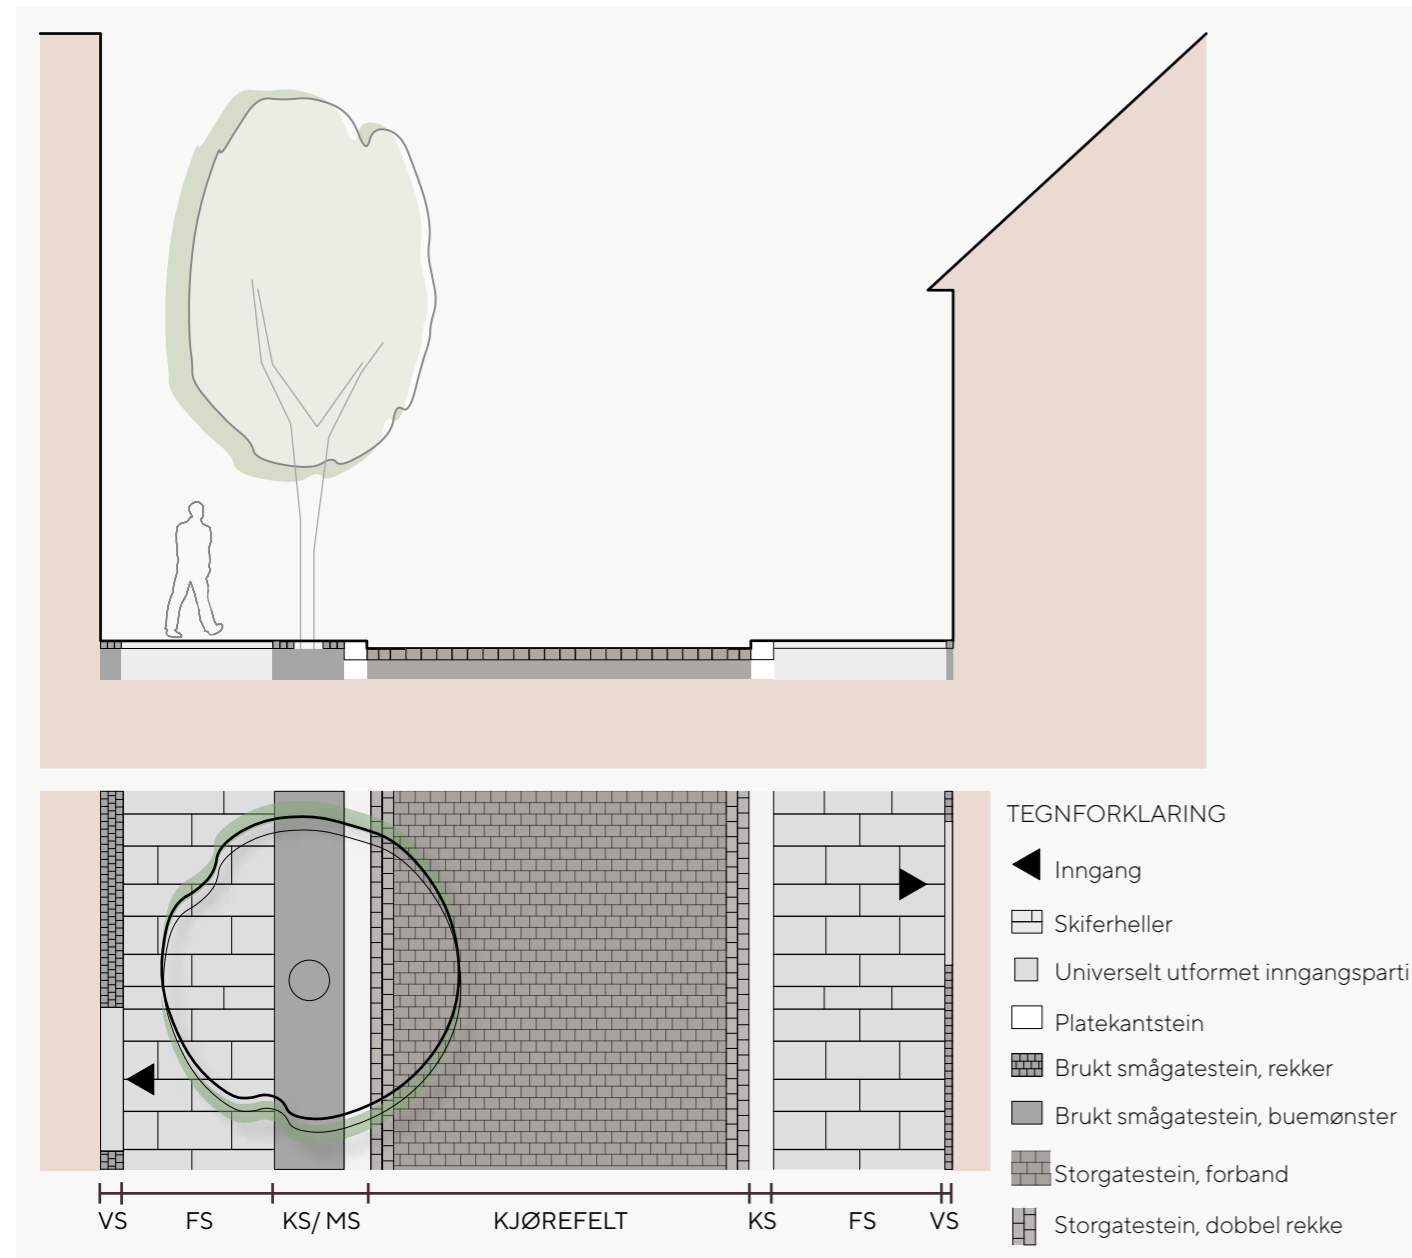 TEGNFORKLARING
Inngang
Skiferheller
Universelt utformet inngangsparti
Platekantstein
Brukt smågatestein, rekker
Brukt smågatestein, buemønster
Storgatestein, forband
Storgatestein, dobbel rekke
VS FS KS/ MS KJØREFELT KS FS VS